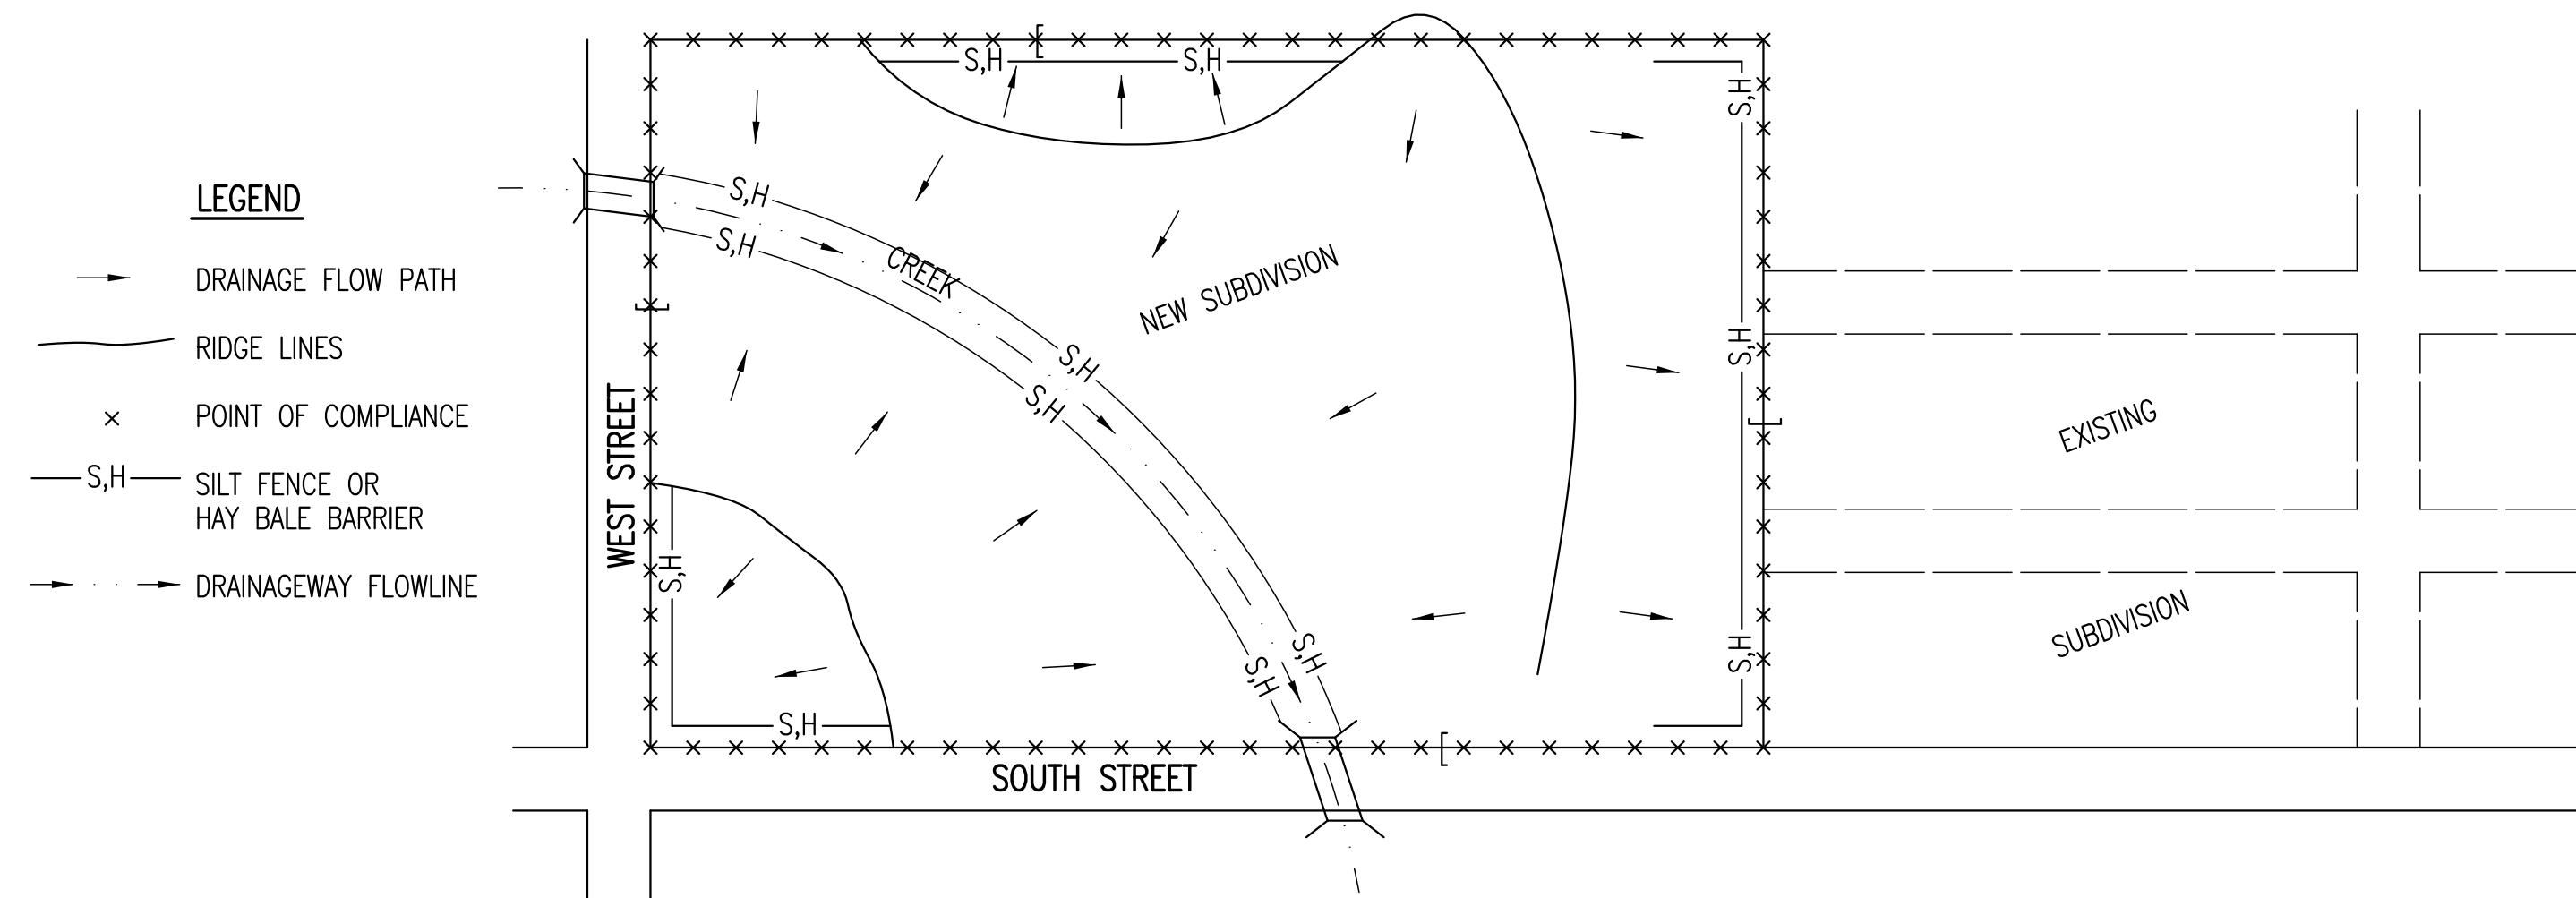 LEGEND
DRAINAGE FLOW PATH
RIDGE LINES
POINT OF COMPLIANCE
S,H
SILT FENCE OR
HAY BALE BARRIER
DRAINAGEWAY FLOWLINE
S,H
S,H
S,H
S,H
S,H
CREEK
NEW SUBDIVISION
S,H
S,H
S,H
WEST STREET
EXISTING
S,H
S,H
S,H
S,H
S,H
SUBDIVISION
SOUTH STREET